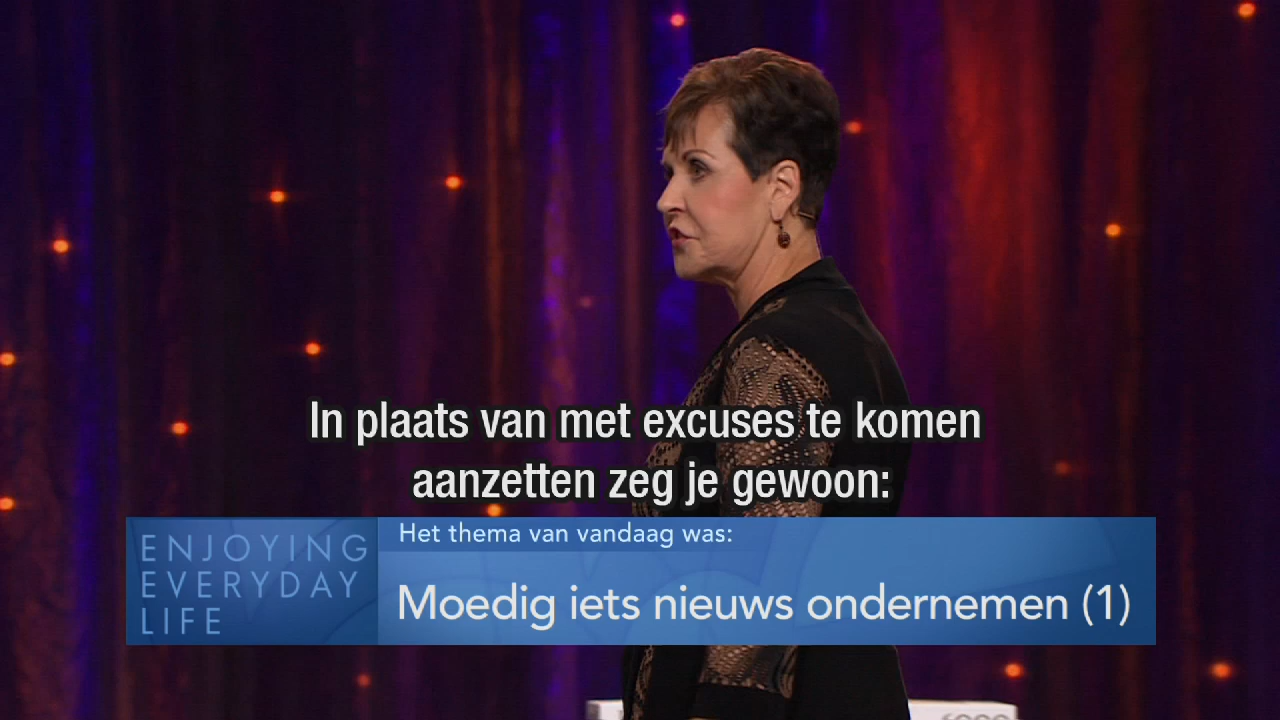 In plaats van met excuses te komen
aanzetten zeg je gewoon:
Het thema van vandaag was:
ENJOYING
EVERYDAY
LIFE
Moedig iets nieuws ondernemen (1)